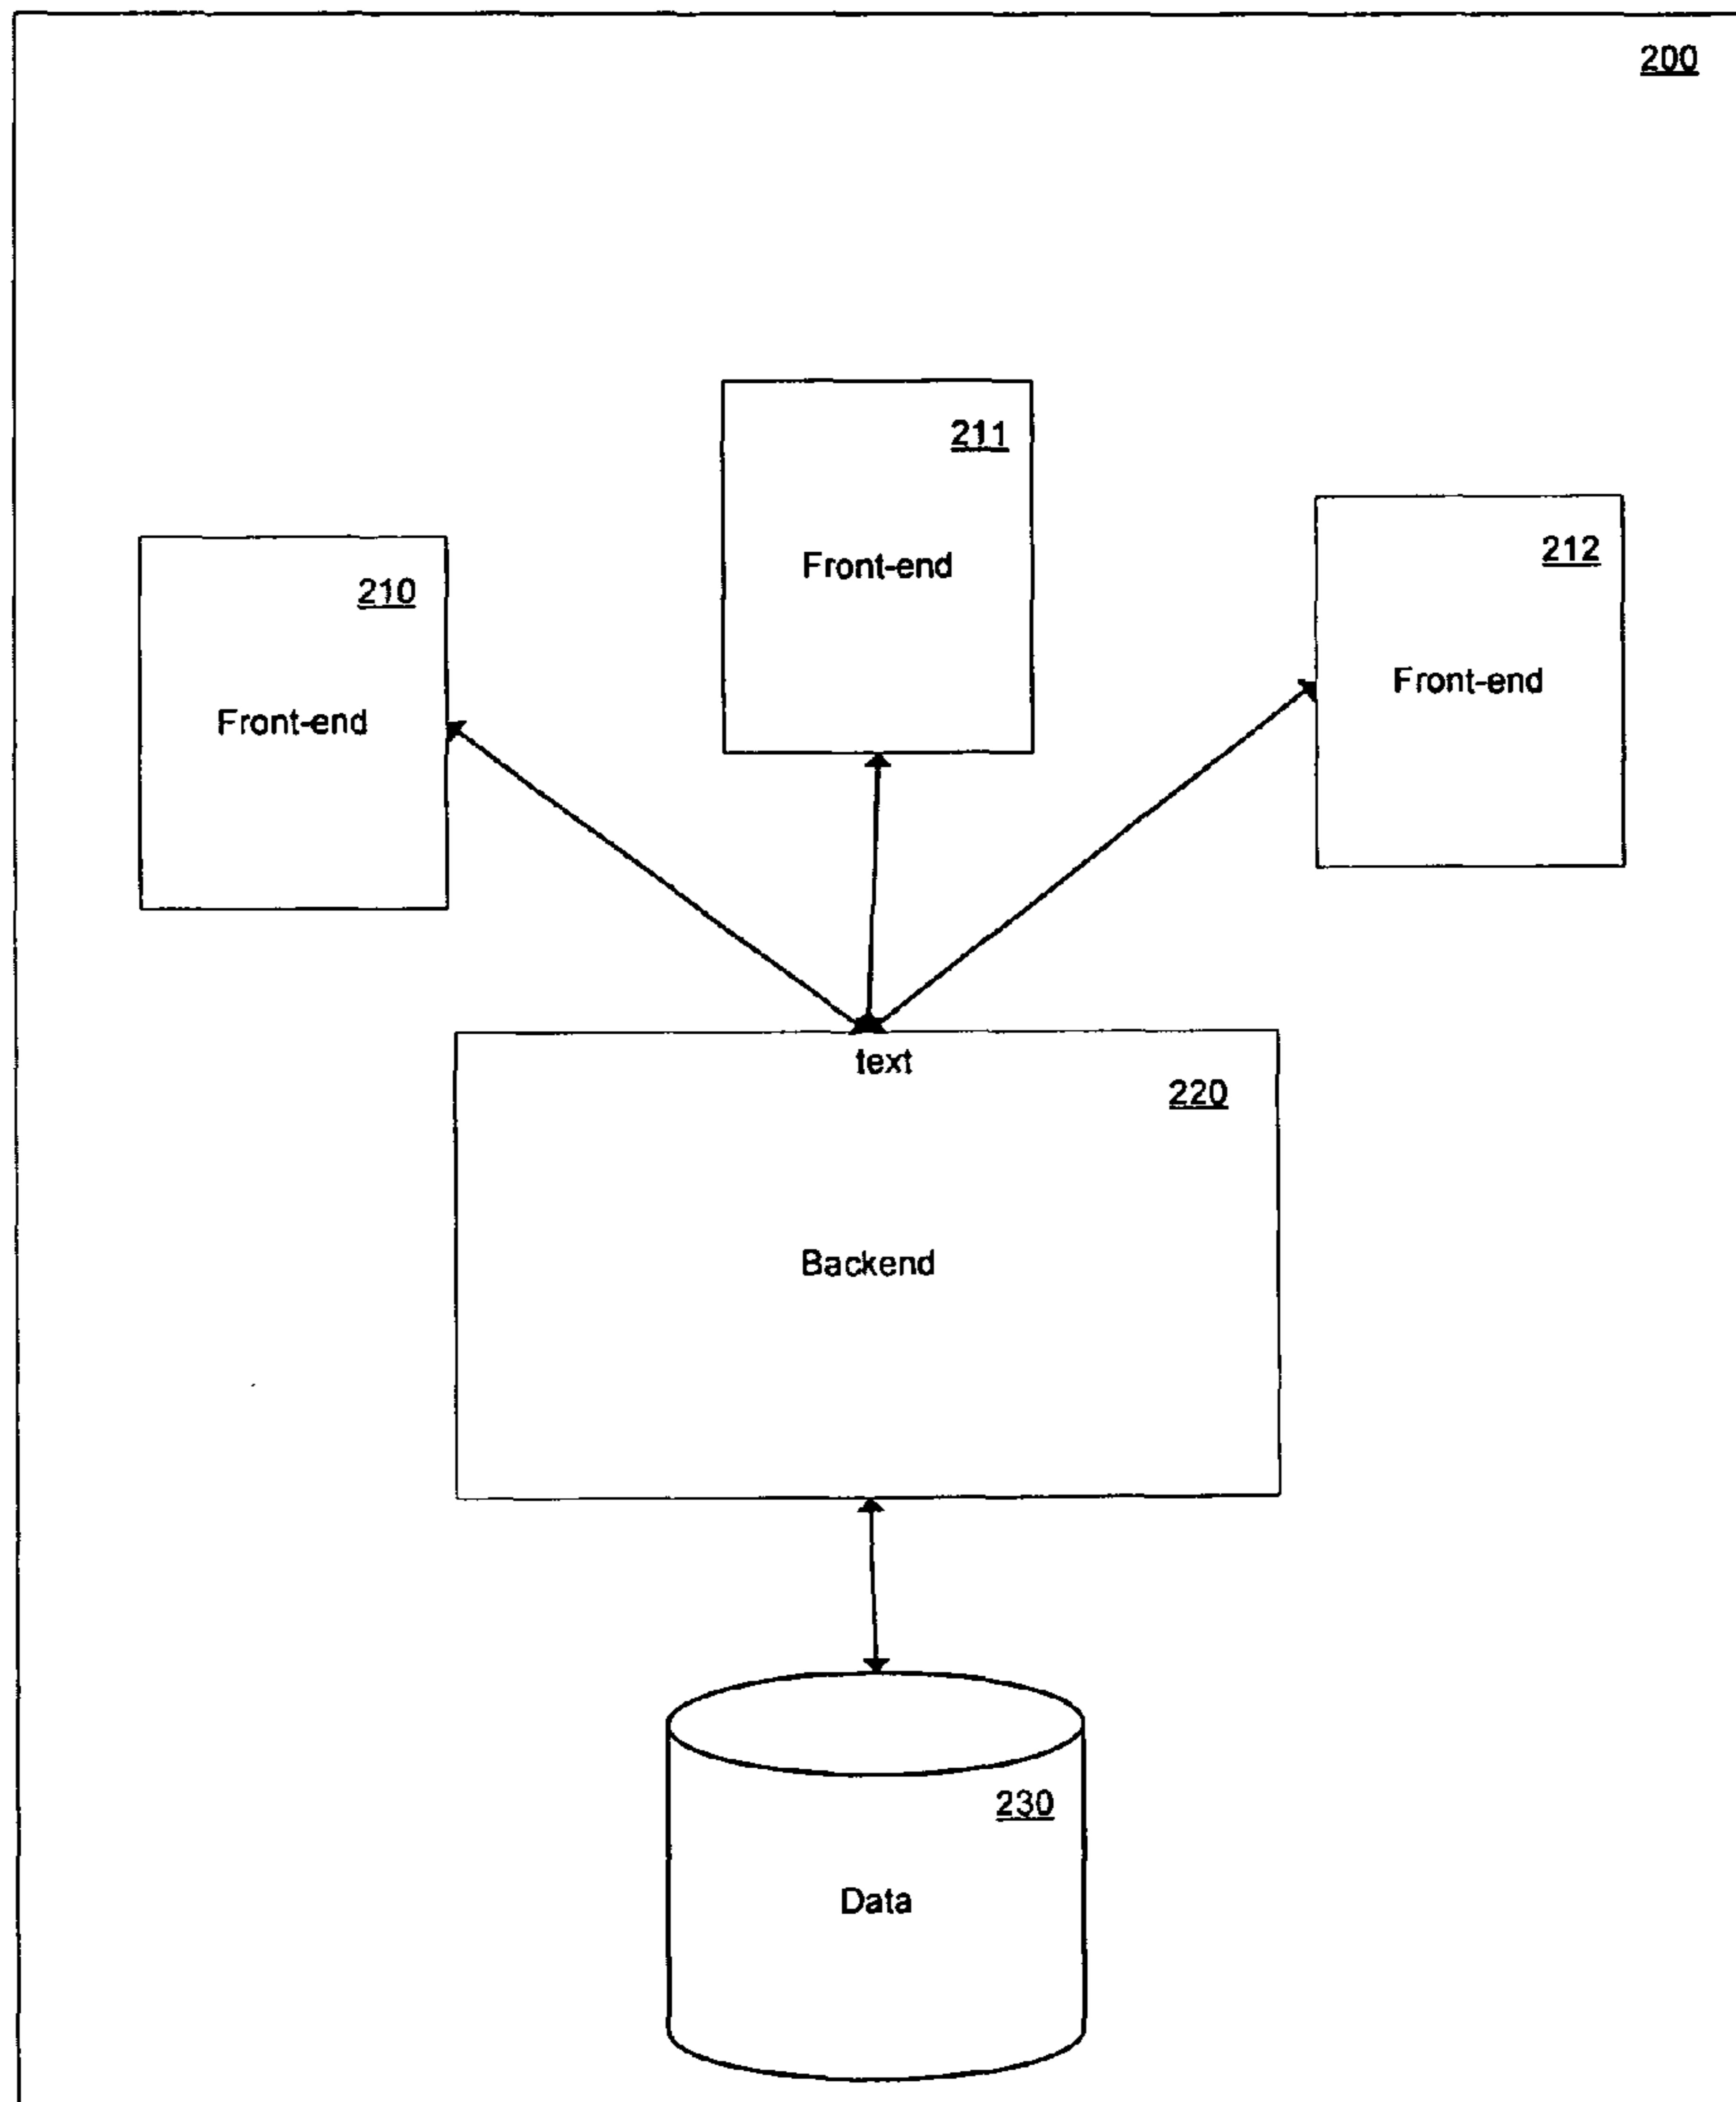 200
211
Front-end
212
Front-end
210
Front-end
text
220
Backend
230
Data